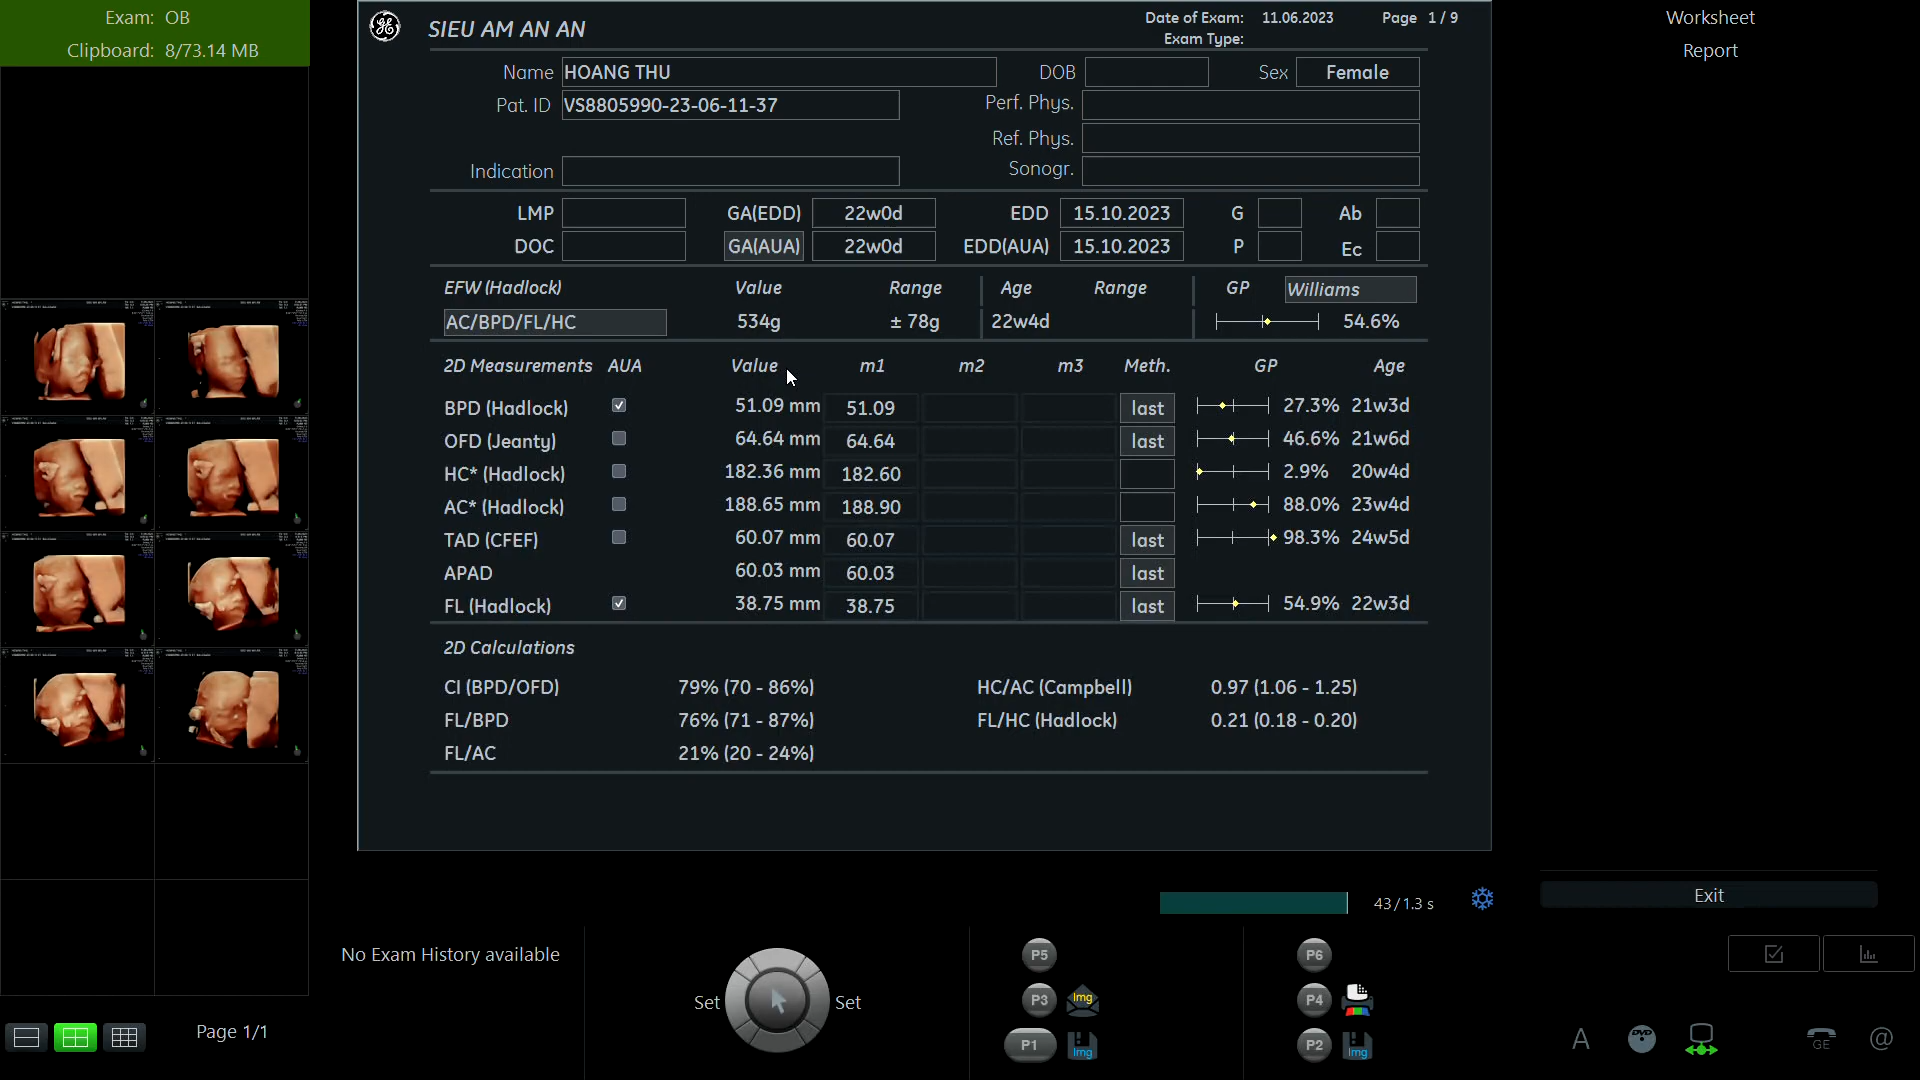 Exam: OB
Clipboard: 8/73.14 MB
SIEU AM AN AN
Date of Exam: 11.06.2023 Page 1 / 9
Exam Type:
Worksheet
Report
Name HOANG THU DOB Sex Female
Pat. ID VS8805990-23-06-11-37 Perf. Phys.
Ref. Phys.
Indication Sonogr.
LMP GA(EDD) 22w0d EDD 15.10.2023 G Ab
DOC GA(AUA) 22w0d EDD(AUA) 15.10.2023 P Ec
EFW (Hadlock) Value Range Age Range GP Williams
AC/BPD/FL/HC 534g ± 78g 22w4d 54.6%
2D Measurements AUA Value m1 m2 m3 Meth. GP Age
BPD (Hadlock) 51.09 mm 51.09 last 27.3% 21w3d
OFD (Jeanty) 64.64 mm 64.64 last 46.6% 21w6d
HC* (Hadlock) 182.36 mm 182.60 2.9% 20w4d
AC* (Hadlock) 188.65 mm 188.90 88.0% 23w4d
TAD (CFEF) 60.07 mm 60.07 last 98.3% 24w5d
APAD 60.03 mm 60.03 last
FL (Hadlock) 38.75 mm 38.75 last 54.9% 22w3d
2D Calculations
CI (BPD/OFD) 79% (70 - 86%) HC/AC (Campbell) 0.97 (1.06 - 1.25)
FL/BPD 76% (71 - 87%) FL/HC (Hadlock) 0.21 (0.18 - 0.20)
FL/AC 21% (20 - 24%)
43 / 1.3 s
Exit
No Exam History available
Set Set
P5 P6
P3 Img P4
P1 Img P2 Img
Page 1/1
A DVD GE @